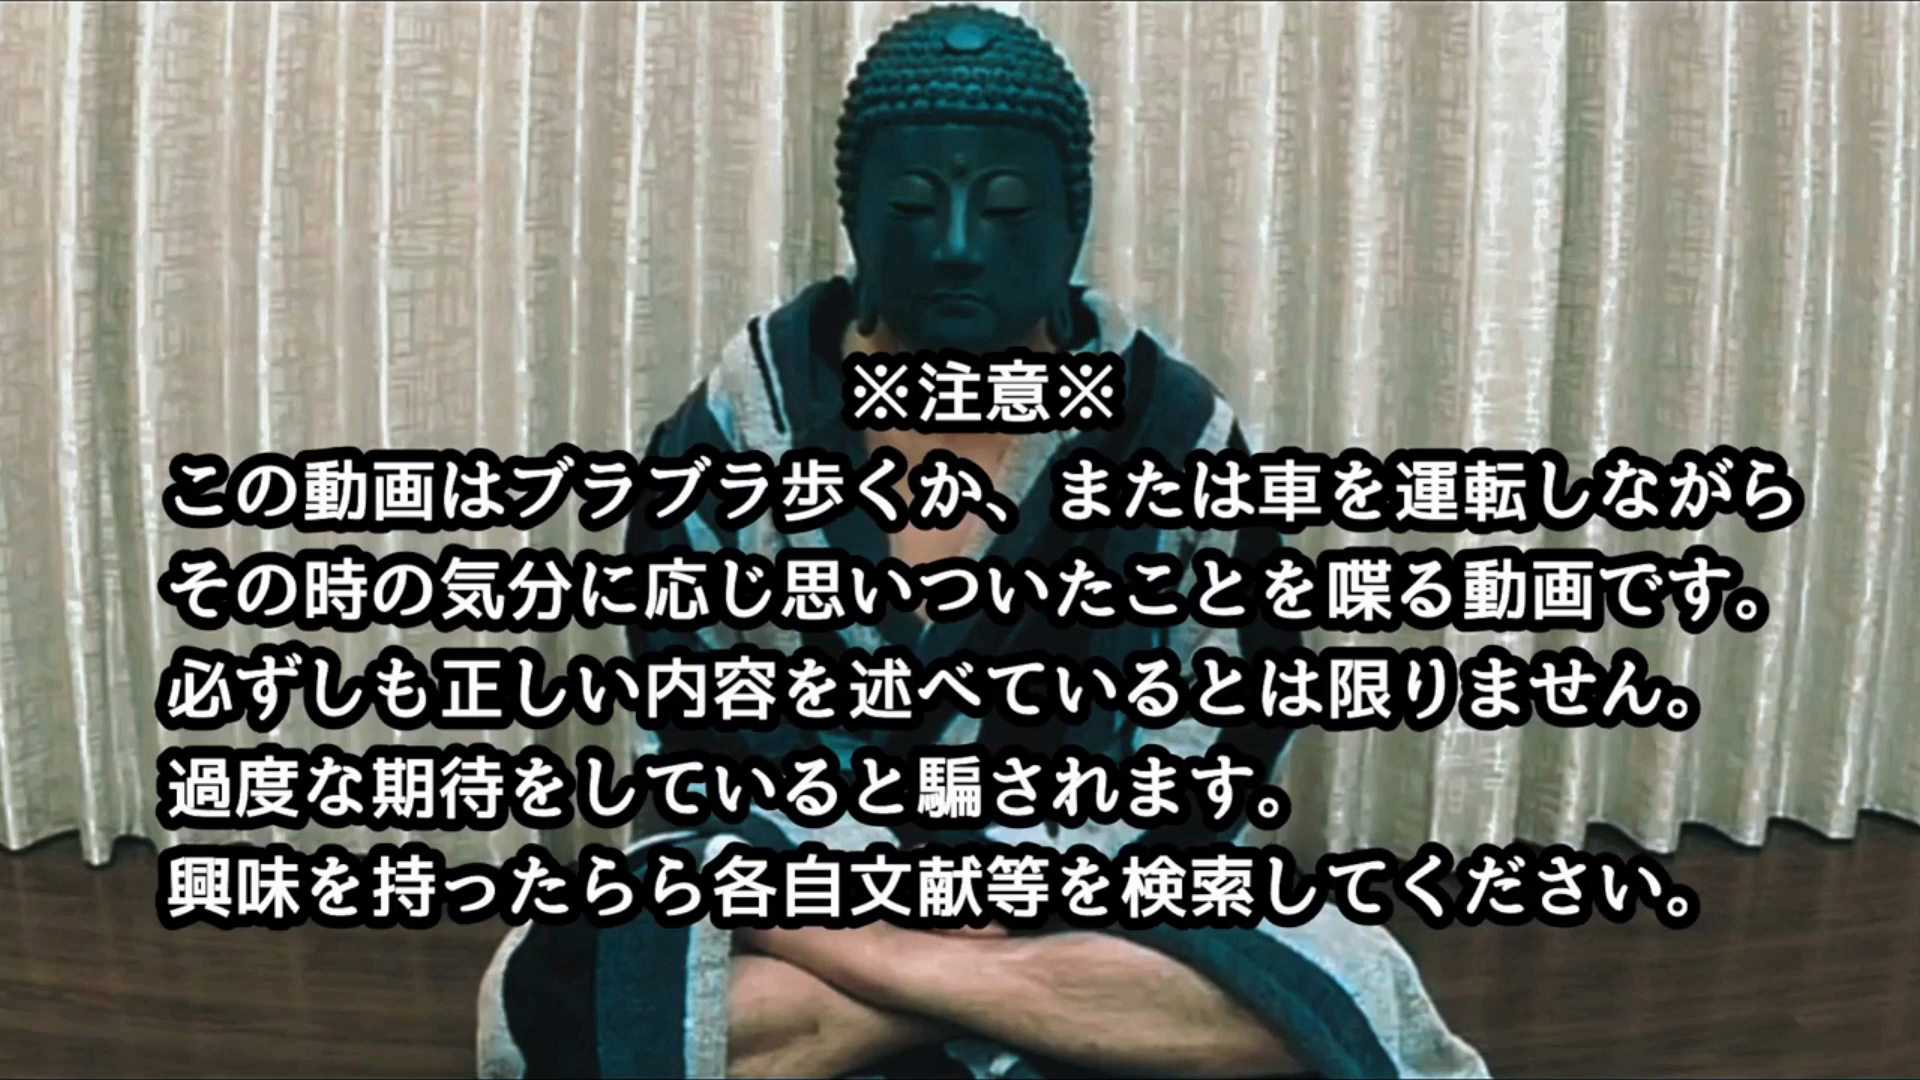 ※注意※
この動画はブラブラ歩くか、または車を運転しながら
その時の気分に応じ思いついたことを喋る動画です。
必ずしも正しい内容を述べているとは限りません。
過度な期待をしていると騙されます。
興味を持ったらら各自文献等を検索してください。